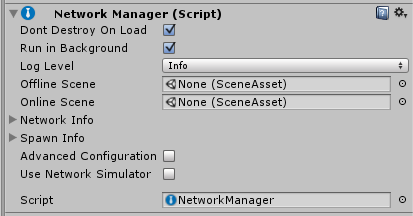 Network Manager (Script)
Dont Destroy On Load
Run in Background
Log Level Info
Offline Scene None (SceneAsset)
Online Scene None (SceneAsset)
Network Info
Spawn Info
Advanced Configuration
Use Network Simulator
Script NetworkManager